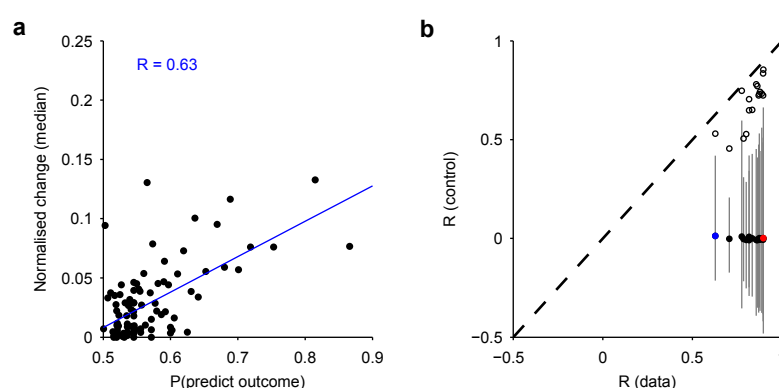 a
0.25
0.2
0.15
0.1
0.05
0
0.5
0.6
0.7
0.8
0.9
Normalised change (median)
P(predict outcome)
R = 0.63
b
1
0.5
0
−0.5
−0.5
0
0.5
R (control)
R (data)